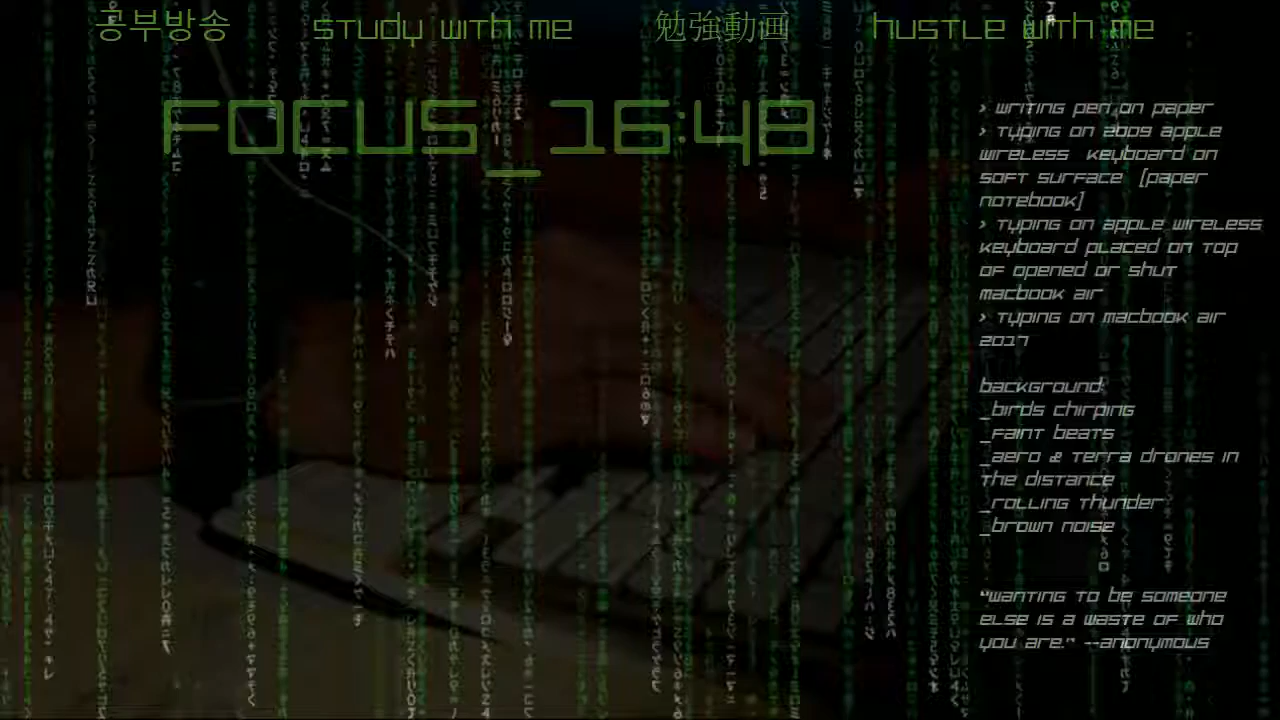 공부방송 study with me 勉強動画 hustle with me
FOCUS_ 16:48
> writing pen on paper
> typing on 2009 apple
wireless keyboard on
soft surface [paper
notebook]
> typing on apple wireless
keyboard placed on top
of opened or shut
macbook air
> typing on macbook air
2017
background:
_birds chirping
_faint beats
_aero & terra drones in
the distance
_rolling thunder
_brown noise
"wanting to be someone
else is a waste of who
you are." --anonymous